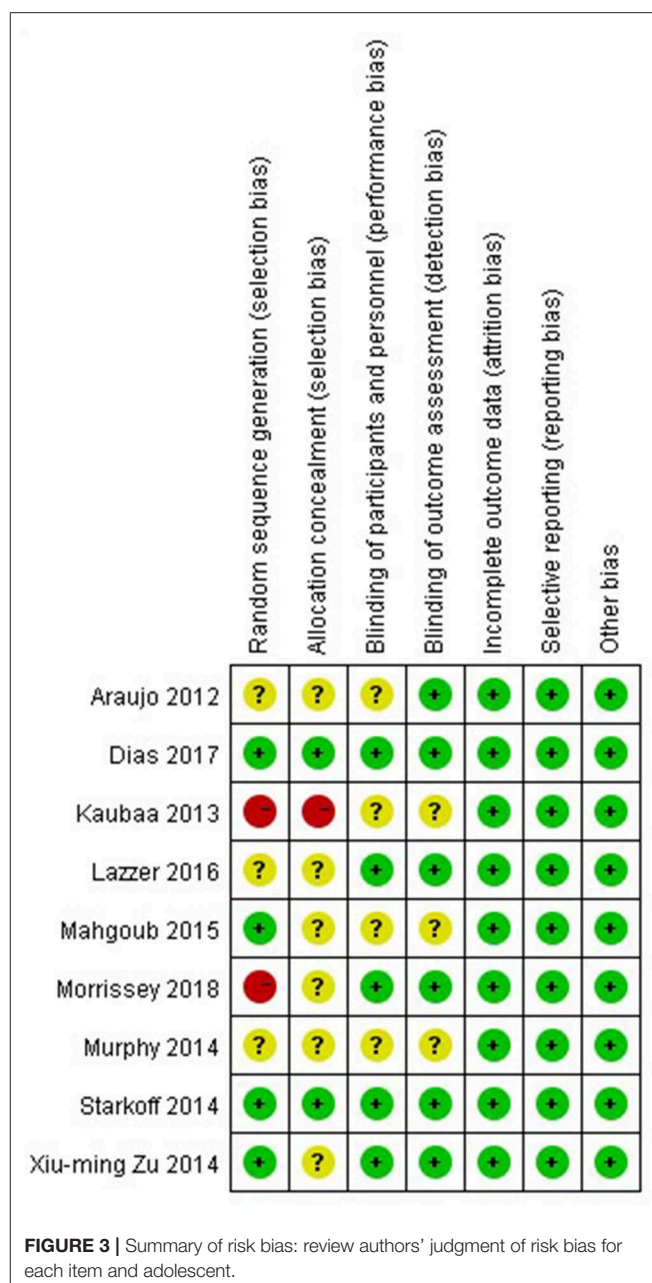 Random sequence generation (selection bias)
Allocation concealment (selection bias)
Blinding of participants and personnel (performance bias)
Blinding of outcome assessment (detection bias)
Incomplete outcome data (attrition bias)
Selective reporting (reporting bias)
Other bias
Araujo 2012 ? ? ? + + + +
Dias 2017 + + + + + + +
Kaubaa 2013 - - ? ? + + +
Lazzer 2016 ? ? + + + + +
Mahgoub 2015 + ? ? ? + + +
Morrissey 2018 - ? + + + + +
Murphy 2014 ? ? ? ? + + +
Starkoff 2014 + + + + + + +
Xiu-ming Zu 2014 + ? + + + + +
FIGURE 3 | Summary of risk bias: review authors’ judgment of risk bias for
each item and adolescent.